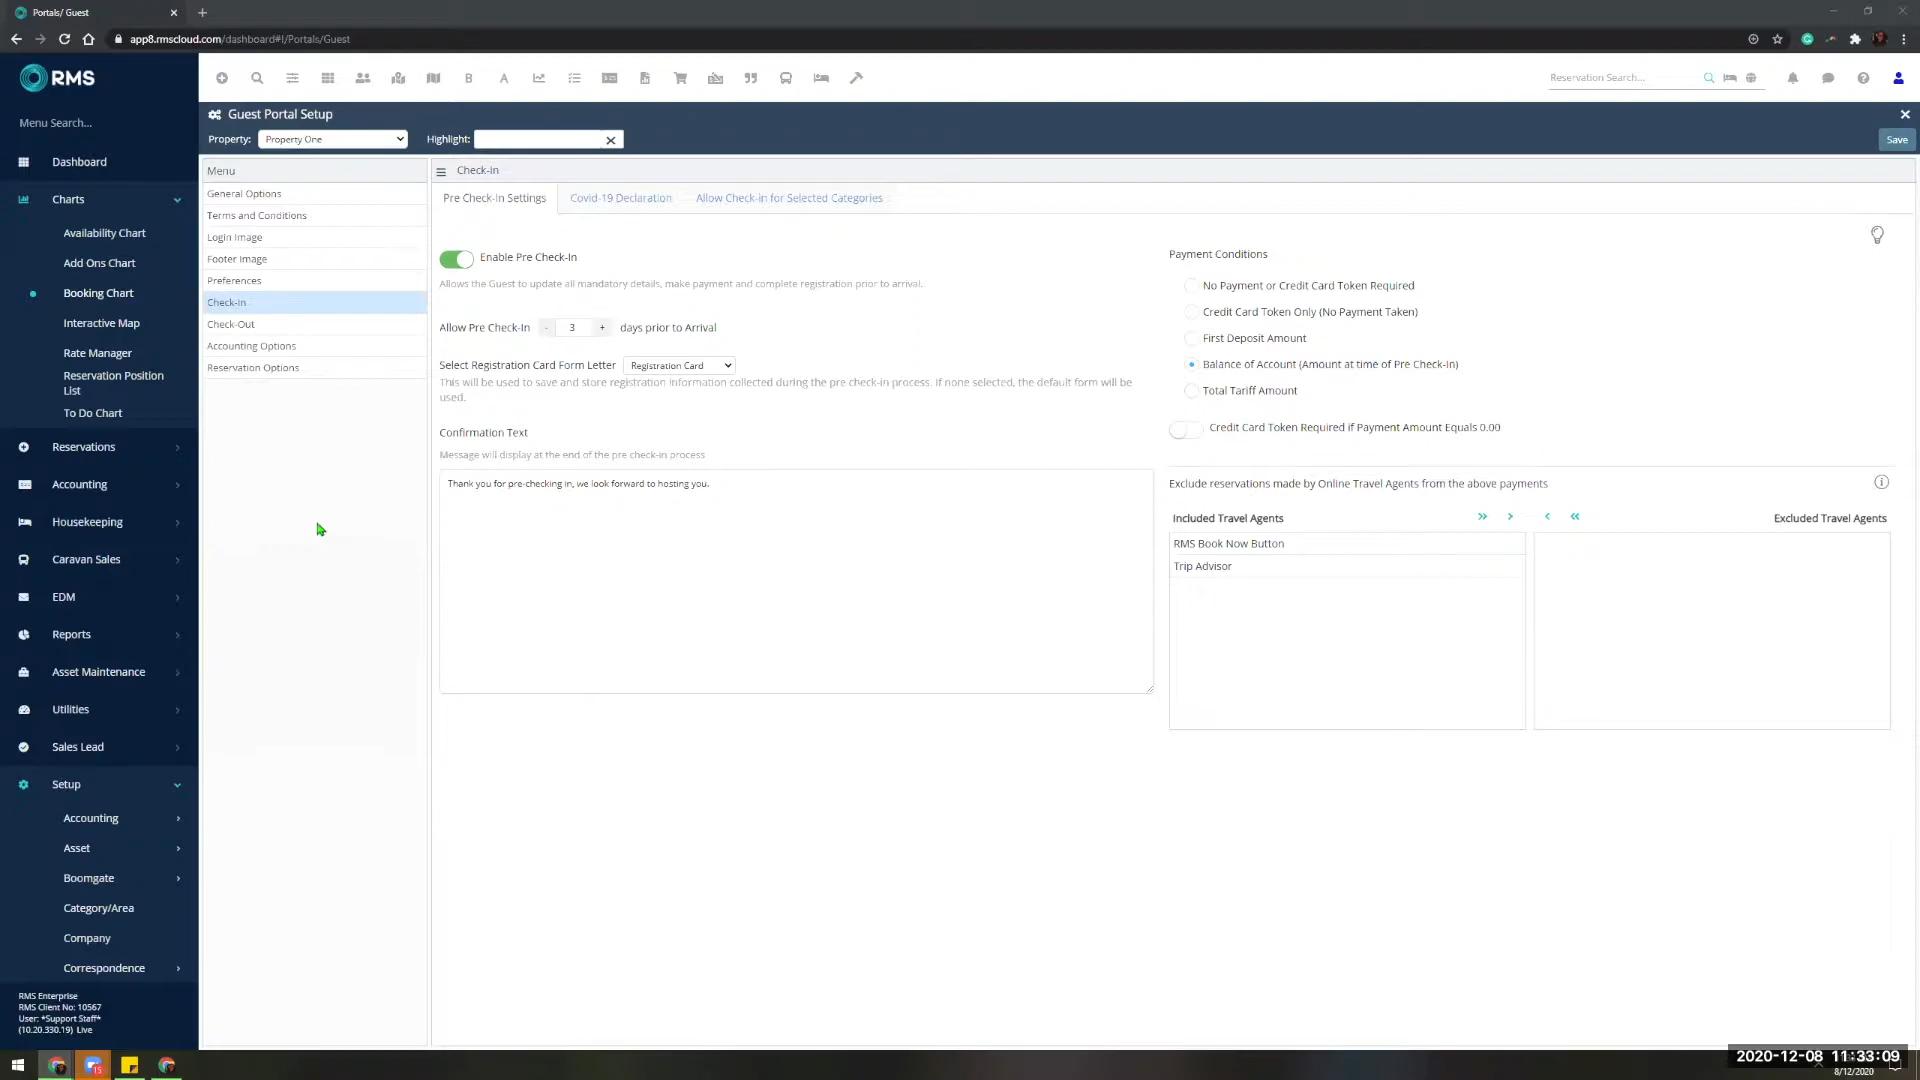 Portals/ Guest
app8.rmscloud.com/dashboard#!/Portals/Guest
RMS
Reservation Search...
Menu Search...
Guest Portal Setup
Property: Property One
Highlight:
Save
Dashboard
Charts
Availability Chart
Add Ons Chart
Booking Chart
Interactive Map
Rate Manager
Reservation Position
List
To Do Chart
Reservations
Accounting
Housekeeping
Caravan Sales
EDM
Reports
Asset Maintenance
Utilities
Sales Lead
Setup
Accounting
Asset
Boomgate
Category/Area
Company
Correspondence
RMS Enterprise
RMS Client No: 10567
User: *Support Staff*
(10.20.330.19) Live
Menu
General Options
Terms and Conditions
Login Image
Footer Image
Preferences
Check-In
Check-Out
Accounting Options
Reservation Options
Check-In
Pre Check-In Settings
Covid-19 Declaration
Allow Check-in for Selected Categories
Enable Pre Check-In
Allows the Guest to update all mandatory details, make payment and complete registration prior to arrival.
Allow Pre Check-In - 3 + days prior to Arrival
Select Registration Card Form Letter Registration Card
This will be used to save and store registration information collected during the pre check-in process. If none selected, the default form will be
used.
Confirmation Text
Message will display at the end of the pre check-in process
Thank you for pre-checking in, we look forward to hosting you.
Payment Conditions
No Payment or Credit Card Token Required
Credit Card Token Only (No Payment Taken)
First Deposit Amount
Balance of Account (Amount at time of Pre Check-In)
Total Tariff Amount
Credit Card Token Required if Payment Amount Equals 0.00
Exclude reservations made by Online Travel Agents from the above payments
Included Travel Agents
Excluded Travel Agents
RMS Book Now Button
Trip Advisor
15
2020-12-08 11:33:09
8/12/2020